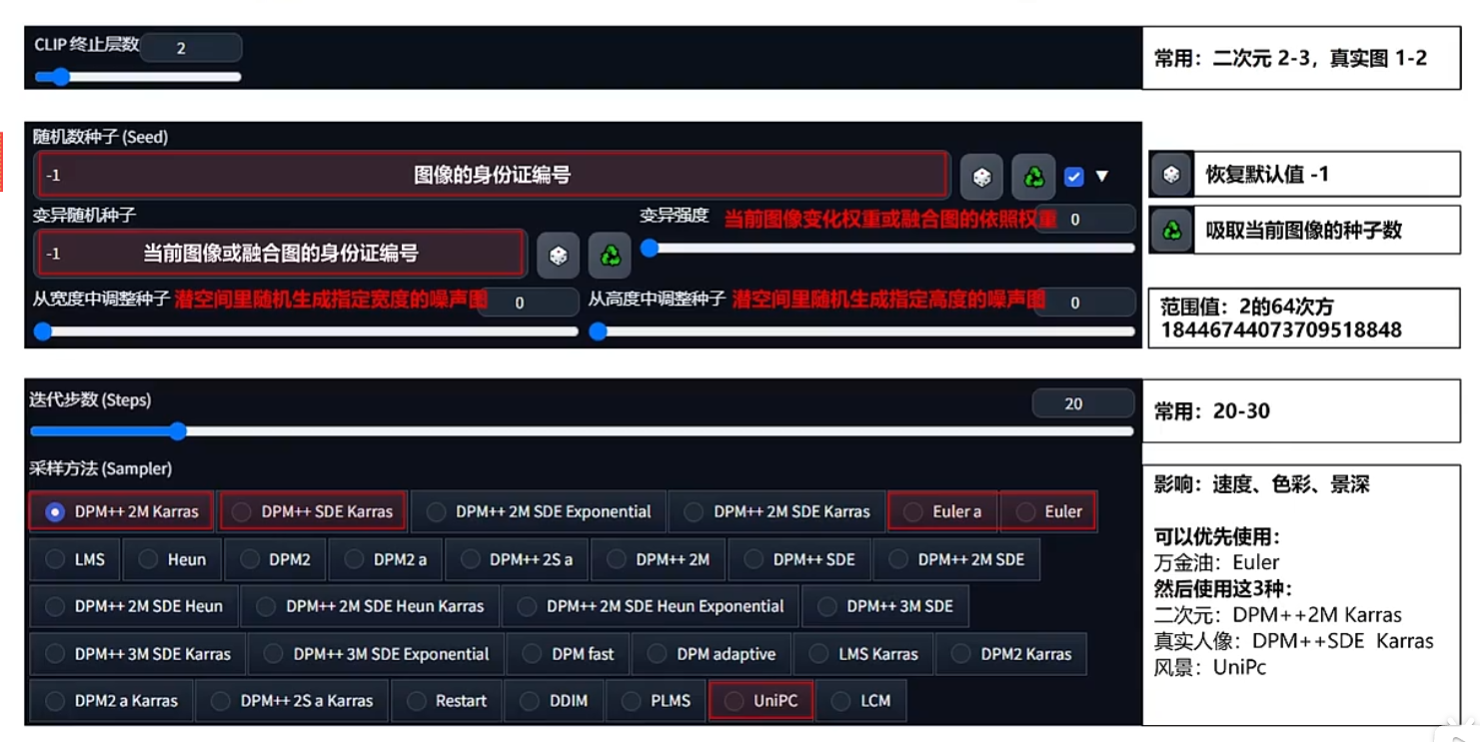 CLIP 终止层数
2
常用：二次元 2-3，真实图 1-2
随机数种子 (Seed)
-1
图像的身份证编号
恢复默认值 -1
变异随机种子
变异强度
当前图像变化权重或融合图的依照权重
0
-1
当前图像或融合图的身份证编号
吸取当前图像的种子数
从宽度中调整种子
潜空间里随机生成指定宽度的噪声图
0
从高度中调整种子
潜空间里随机生成指定高度的噪声图
0
范围值：2的64次方
18446744073709518848
迭代步数 (Steps)
20
常用：20-30
采样方法 (Sampler)
DPM++ 2M Karras
DPM++ SDE Karras
DPM++ 2M SDE Exponential
DPM++ 2M SDE Karras
Euler a
Euler
LMS
Heun
DPM2
DPM2 a
DPM++ 2S a
DPM++ 2M
DPM++ SDE
DPM++ 2M SDE
DPM++ 2M SDE Heun
DPM++ 2M SDE Heun Karras
DPM++ 2M SDE Heun Exponential
DPM++ 3M SDE
DPM++ 3M SDE Karras
DPM++ 3M SDE Exponential
DPM fast
DPM adaptive
LMS Karras
DPM2 Karras
DPM2 a Karras
DPM++ 2S a Karras
Restart
DDIM
PLMS
UniPC
LCM
影响：速度、色彩、景深
可以优先使用：
万金油：Euler
然后使用这3种：
二次元：DPM++2M Karras
真实人像：DPM++SDE Karras
风景：UniPc